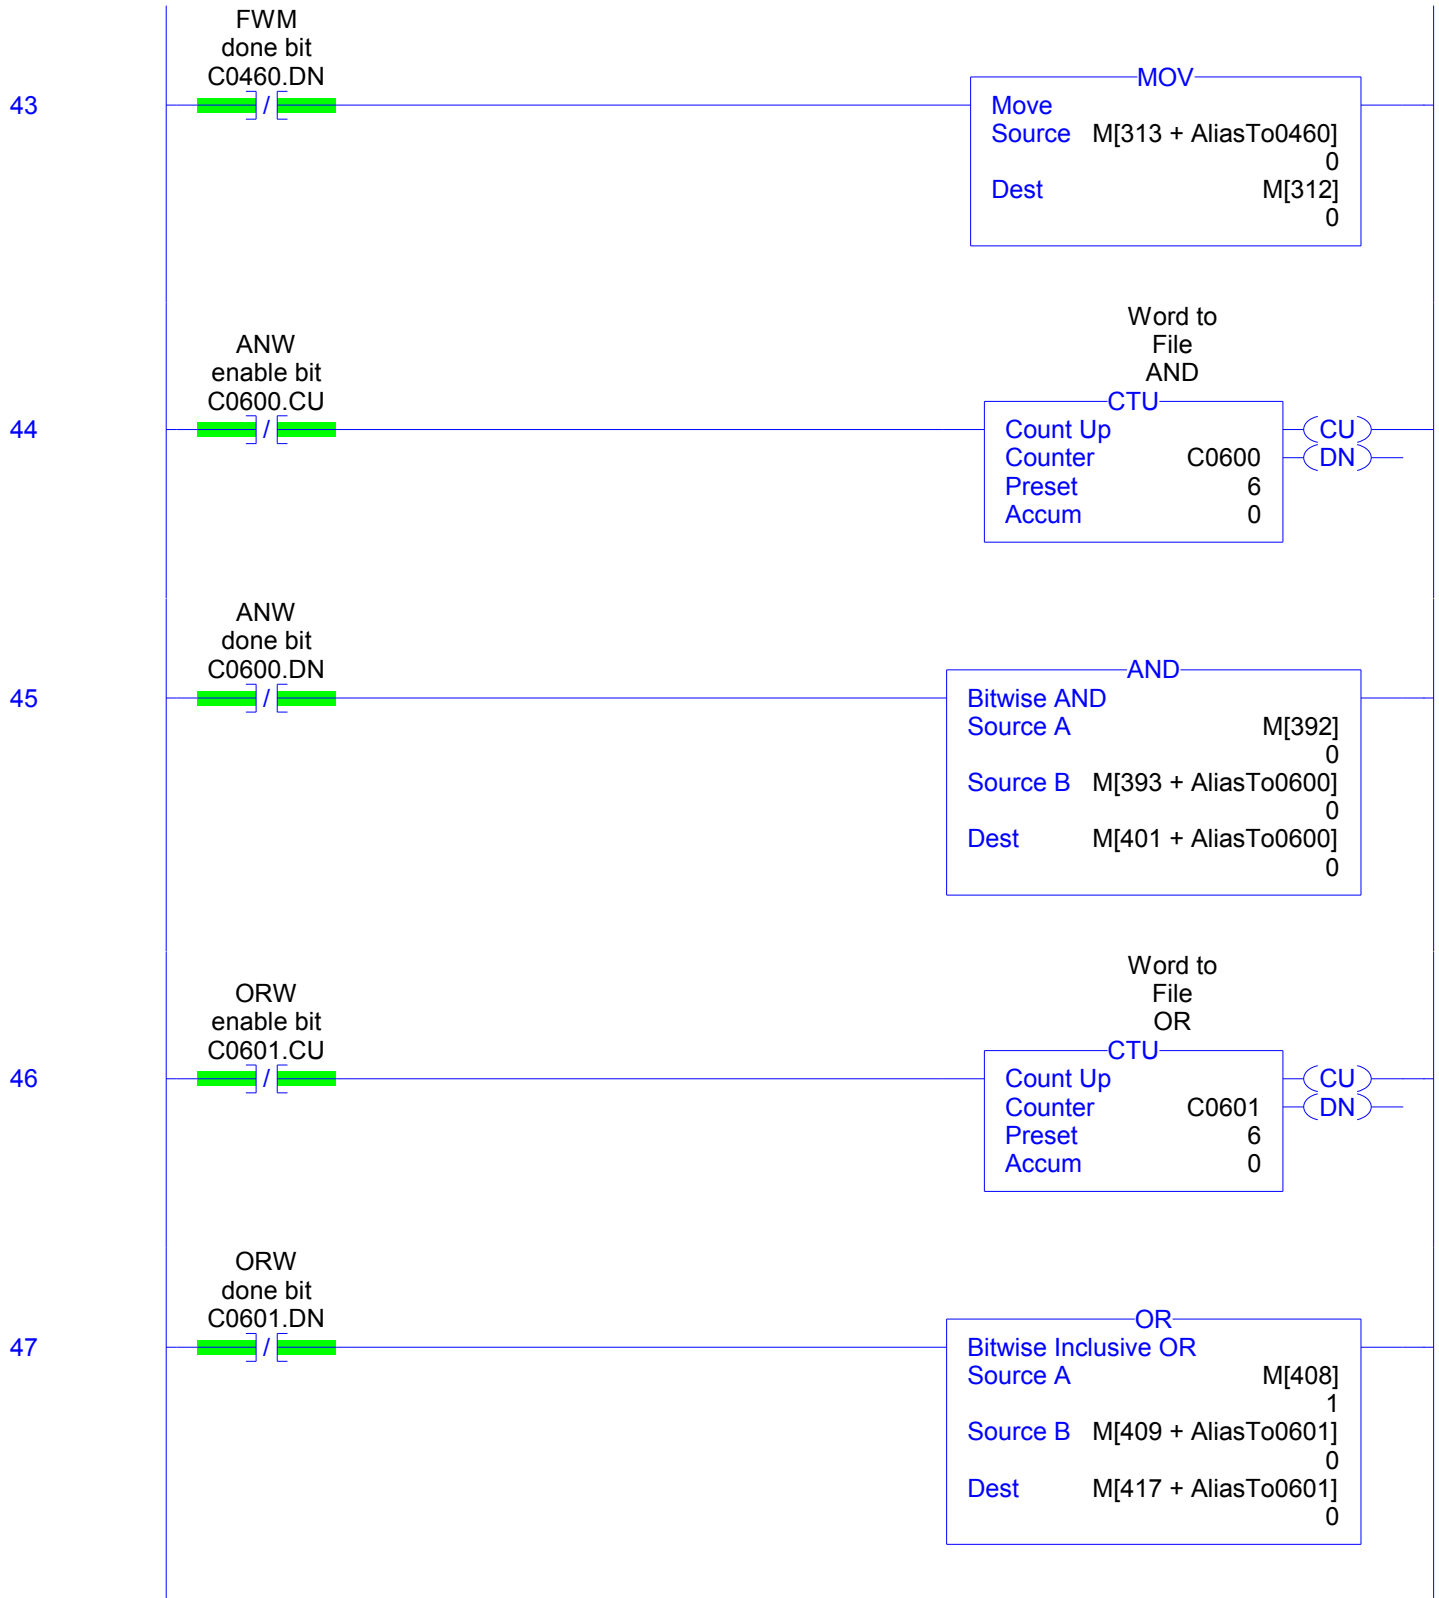 FWM
done bit
C0460.DN
43
/
MOV
Move
Source M[313 + AliasTo0460]
0
Dest M[312]
0
Word to
File
AND
ANW
enable bit
C0600.CU
44
/
CTU
Count Up
Counter C0600
Preset 6
Accum 0
CU
DN
ANW
done bit
C0600.DN
45
/
AND
Bitwise AND
Source A M[392]
0
Source B M[393 + AliasTo0600]
0
Dest M[401 + AliasTo0600]
0
Word to
File
OR
ORW
enable bit
C0601.CU
46
/
CTU
Count Up
Counter C0601
Preset 6
Accum 0
CU
DN
ORW
done bit
C0601.DN
47
/
OR
Bitwise Inclusive OR
Source A M[408]
1
Source B M[409 + AliasTo0601]
0
Dest M[417 + AliasTo0601]
0